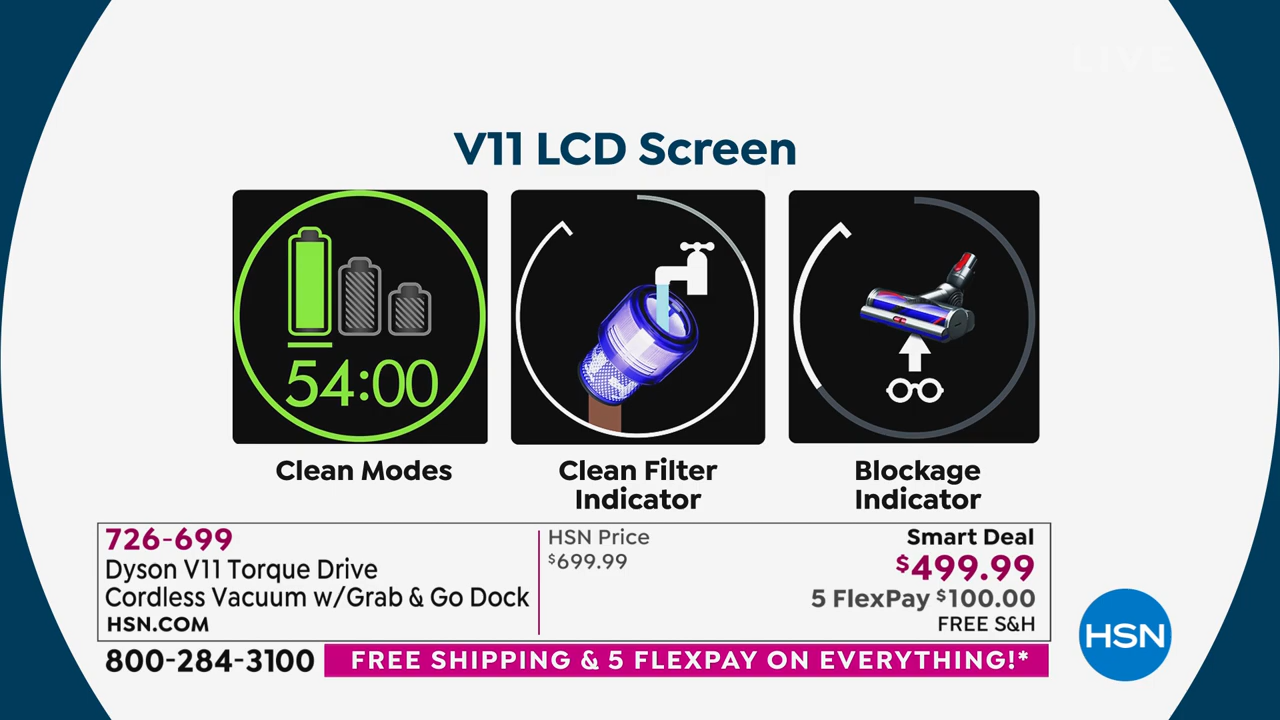 LIVE
V11 LCD Screen
54:00
Clean Modes
Clean Filter
Indicator
Blockage
Indicator
726-699
Dyson V11 Torque Drive
Cordless Vacuum w/Grab & Go Dock
HSN.COM
HSN Price
$699.99
Smart Deal
$499.99
5 FlexPay $100.00
FREE S&H
HSN
800-284-3100
FREE SHIPPING & 5 FLEXPAY ON EVERYTHING!*